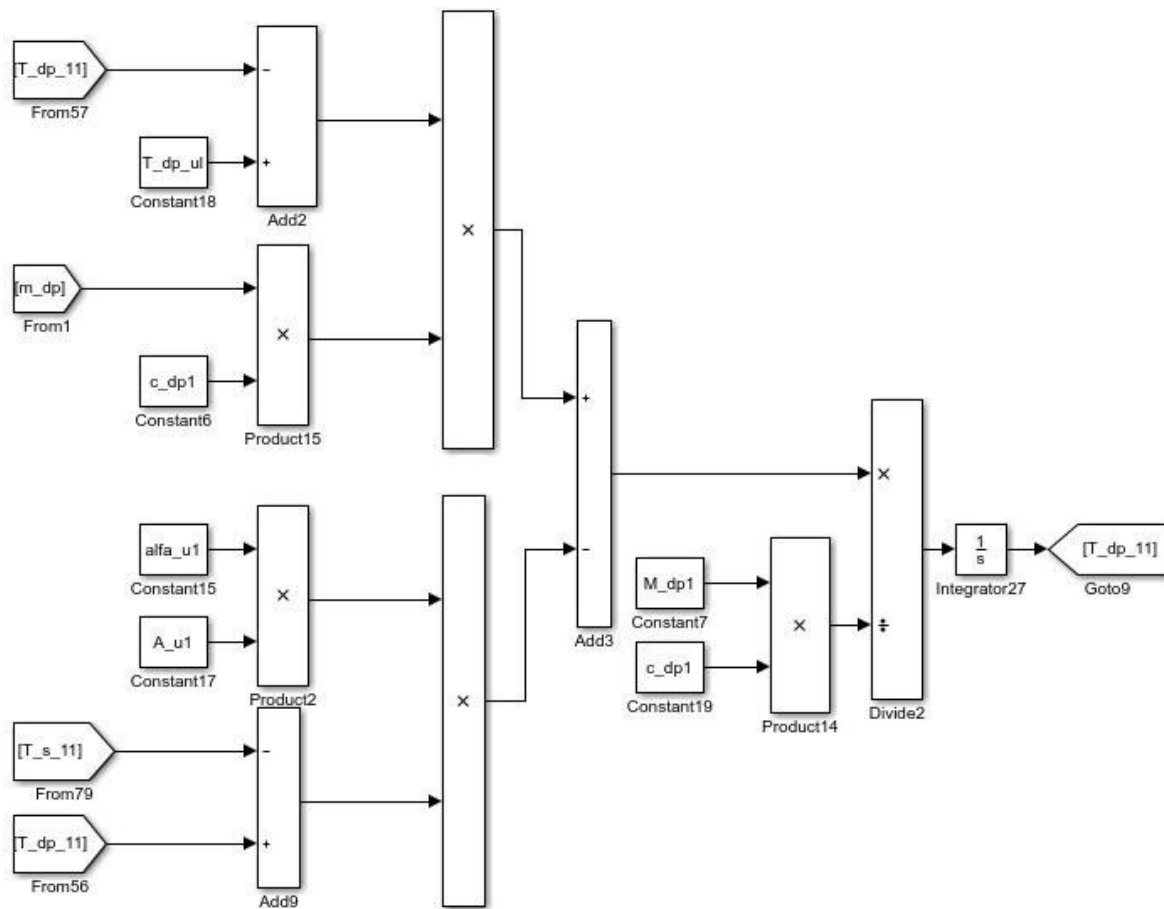 [T_dp_11]
From57
−
T_dp_ul
+
Constant18
Add2
×
[m_dp]
From1
×
c_dp1
Constant6
Product15
+
×
alfa_u1
Constant15
×
−
Add3
M_dp1
Constant7
×
÷
1
s
Integrator27
[T_dp_11]
Goto9
A_u1
Constant17
Product2
×
c_dp1
Constant19
Product14
Divide2
[T_s_11]
From79
−
[T_dp_11]
From56
+
Add9